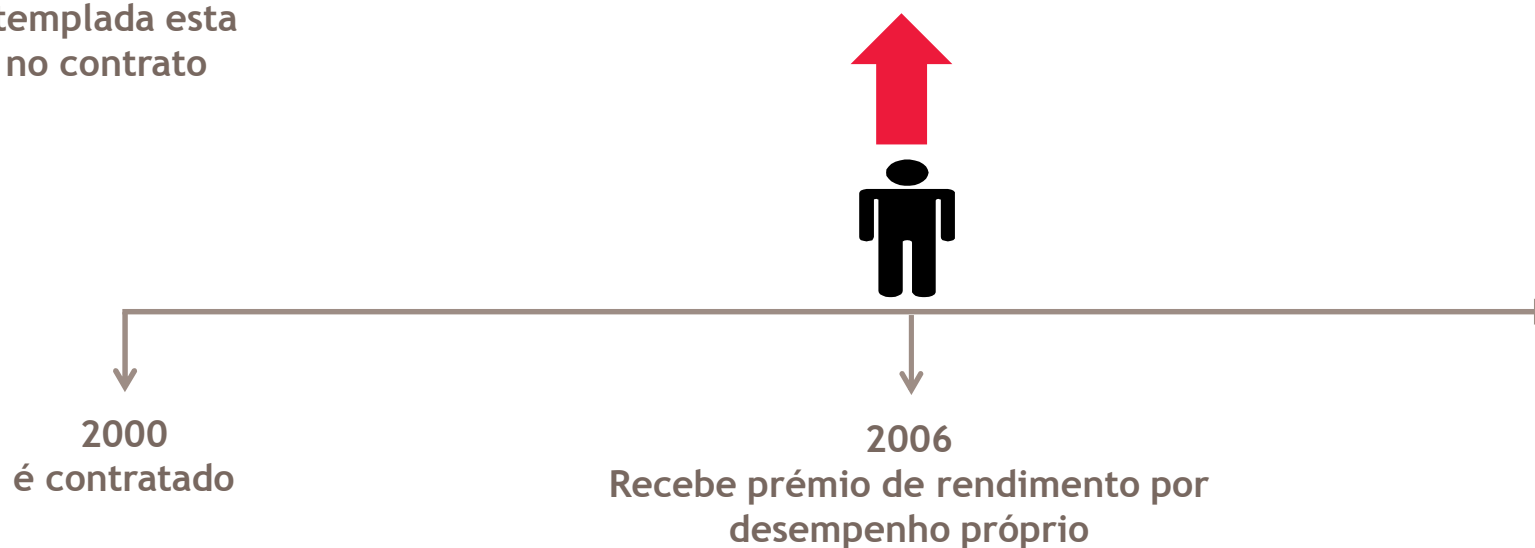 templada esta
no contrato
2000
é contratado
2006
Recebe prémio de rendimento por
desempenho próprio